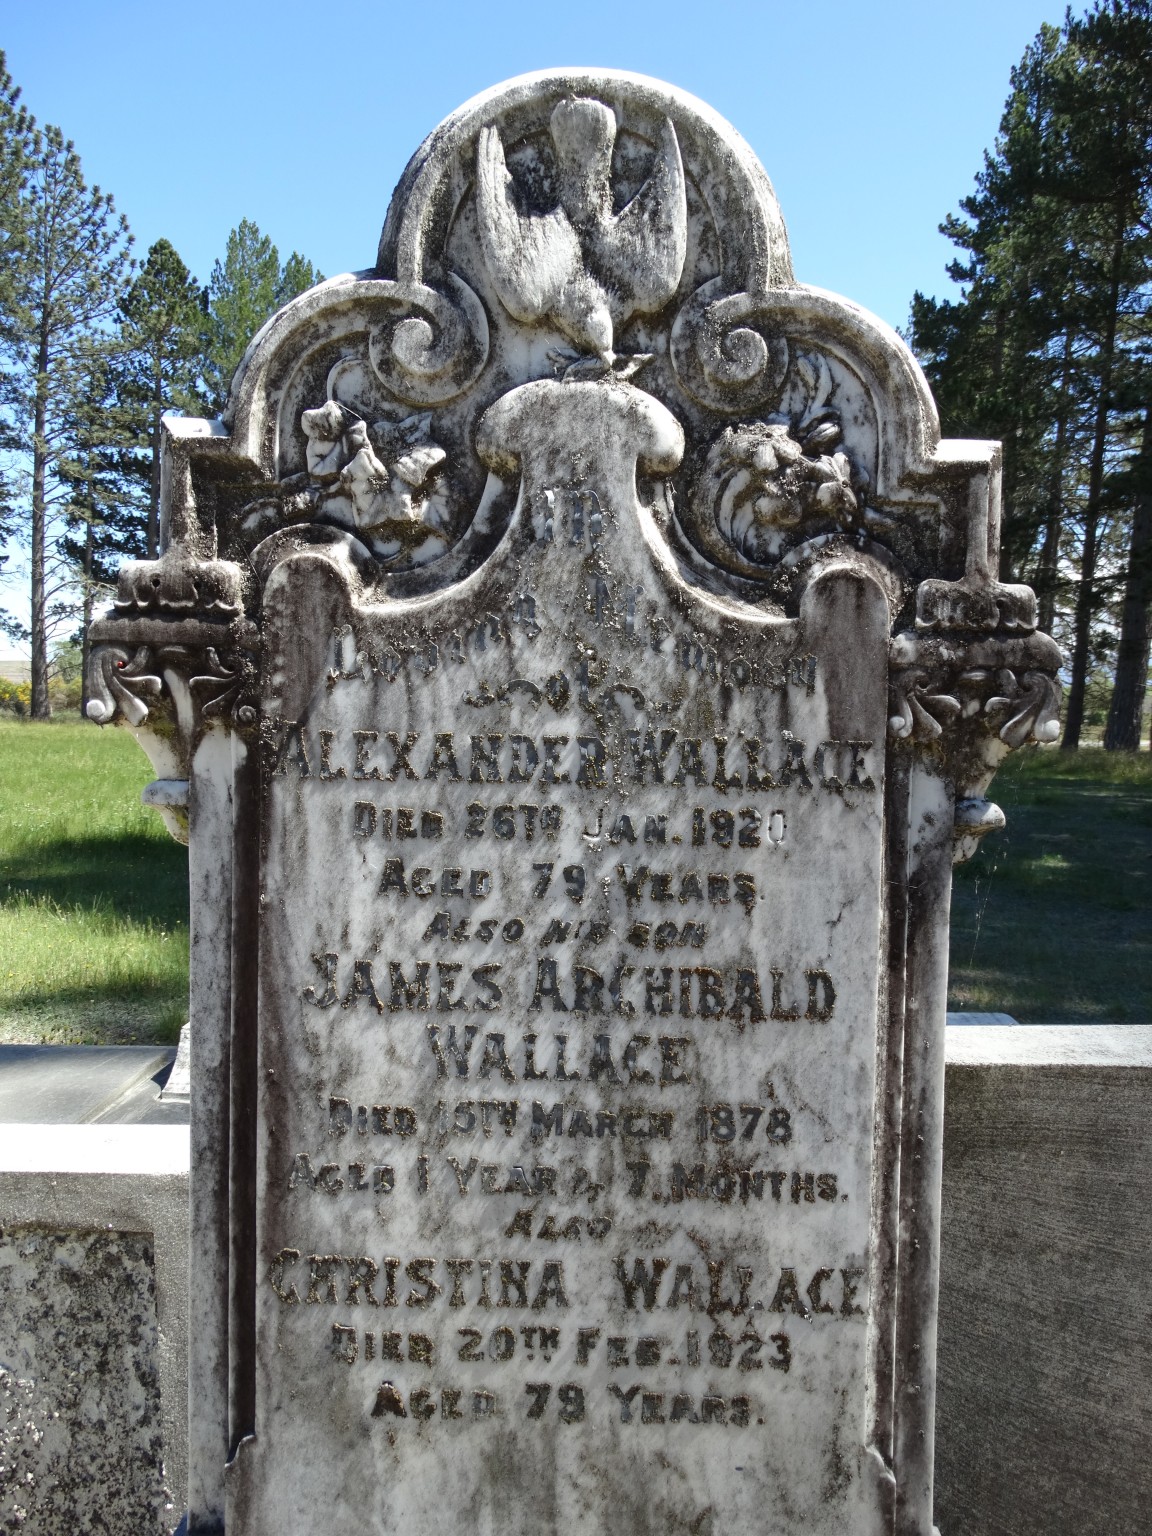 IN
Loving Memory
of
ALEXANDER WALLACE
DIED 26TH JAN. 1920
AGED 79 YEARS.
ALSO HIS SON
JAMES ARCHIBALD
WALLACE
DIED 15TH MARCH 1878
AGED 1 YEAR & 7 MONTHS.
ALSO
CHRISTINA WALLACE
DIED 20TH FEB. 1923
AGED 79 YEARS.